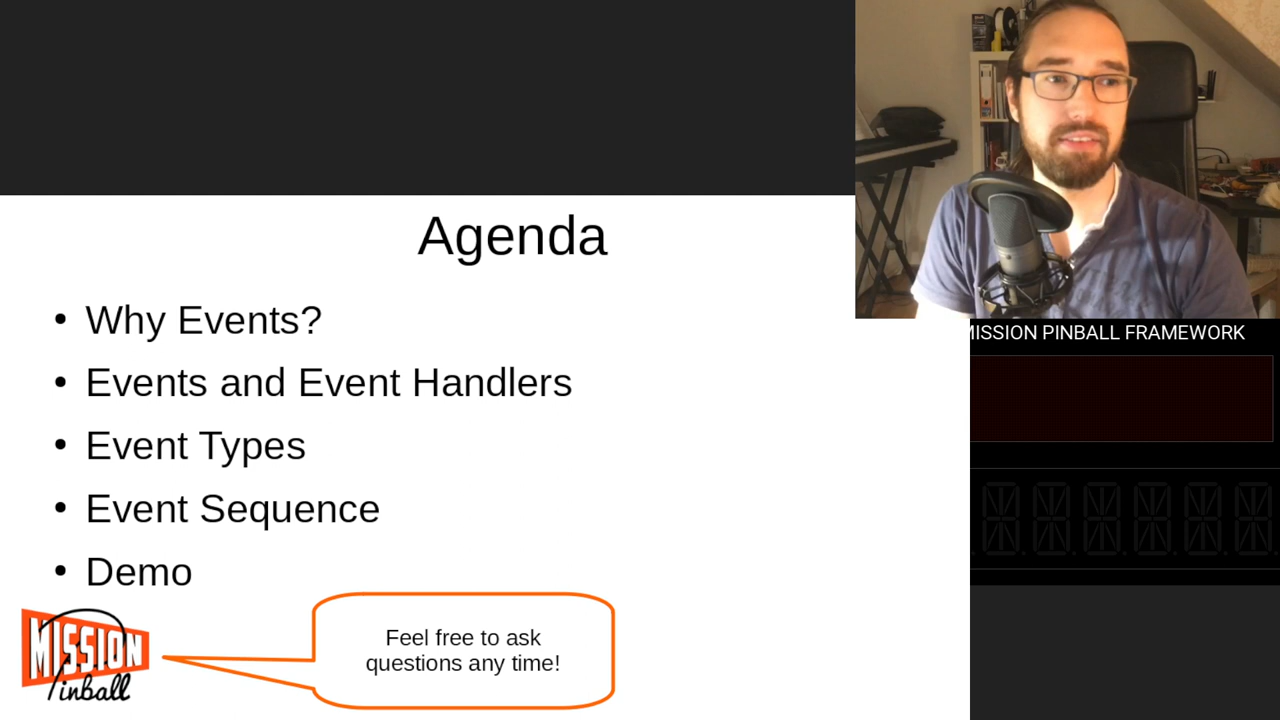 Agenda
• Why Events?
• Events and Event Handlers
• Event Types
• Event Sequence
• Demo
Feel free to ask
questions any time!
MISSION
Pinball
MISSION PINBALL FRAMEWORK